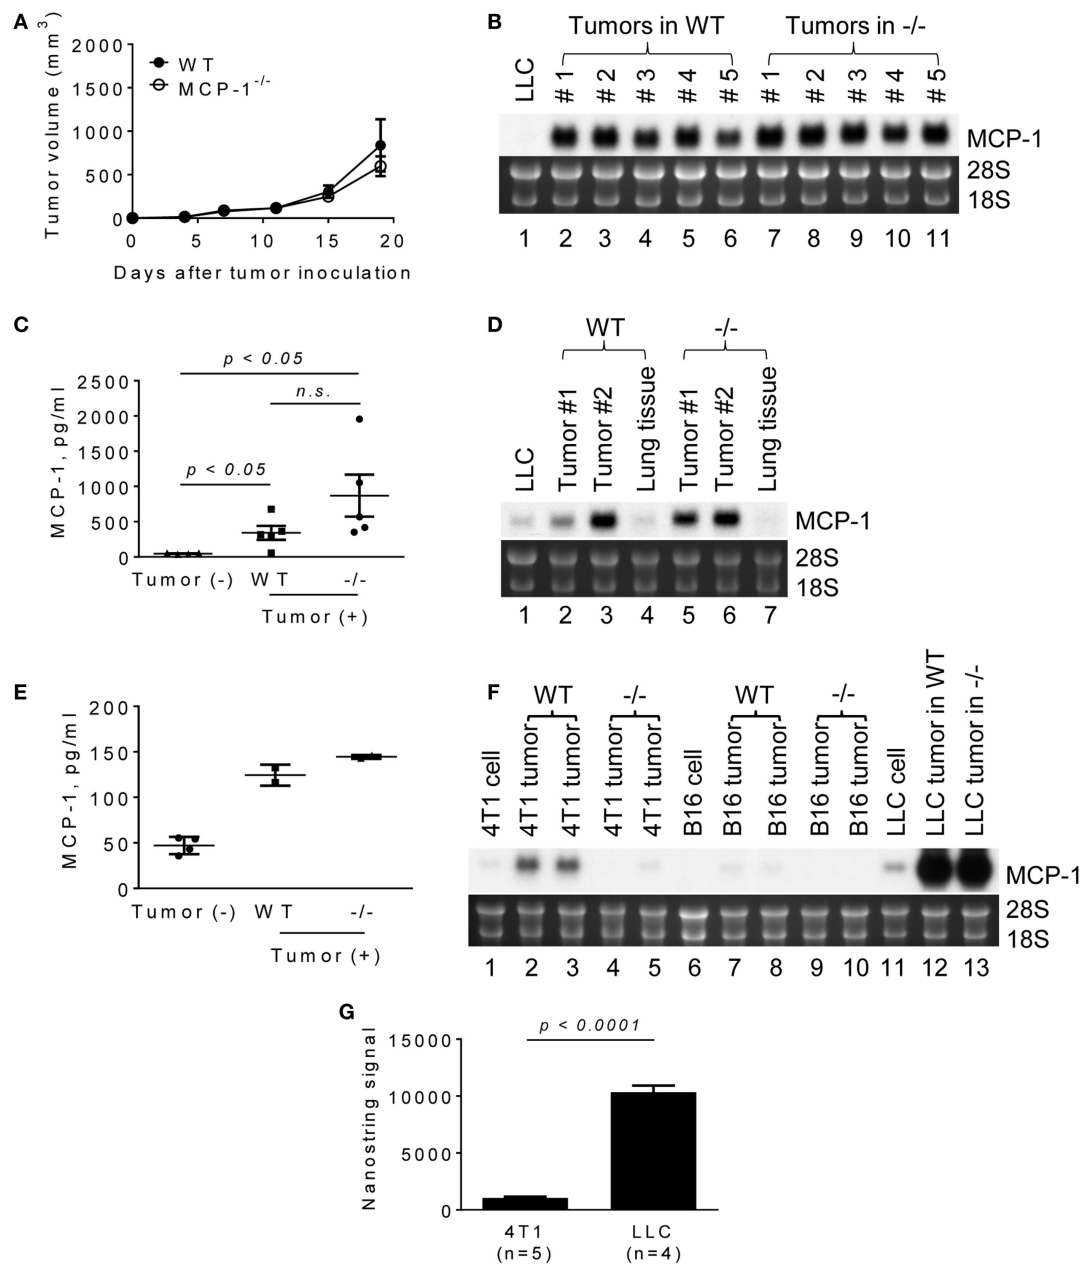 A
Tumor volume (mm3)
2000
1500
1000
500
0
WT
MCP-1-/-
0 5 10 15 20
Days after tumor inoculation
B
Tumors in WT Tumors in -/-
LLC #1 #2 #3 #4 #5 #1 #2 #3 #4 #5
MCP-1
28S
18S
1 2 3 4 5 6 7 8 9 10 11
C
MCP-1, pg/ml
2500
2000
1500
1000
500
0
p < 0.05
n.s.
p < 0.05
Tumor (-) WT -/-
Tumor (+)
D
WT -/-
LLC Tumor #1 Tumor #2 Lung tissue Tumor #1 Tumor #2 Lung tissue
MCP-1
28S
18S
1 2 3 4 5 6 7
E
MCP-1, pg/ml
200
150
100
50
0
Tumor (-) WT -/-
Tumor (+)
F
WT -/- WT -/-
4T1 cell 4T1 tumor 4T1 tumor 4T1 tumor 4T1 tumor B16 cell B16 tumor B16 tumor B16 tumor B16 tumor LLC cell LLC tumor in WT LLC tumor in -/-
MCP-1
28S
18S
1 2 3 4 5 6 7 8 9 10 11 12 13
G
Nanostring signal
15000
10000
5000
0
p < 0.0001
4T1 LLC
(n=5) (n=4)